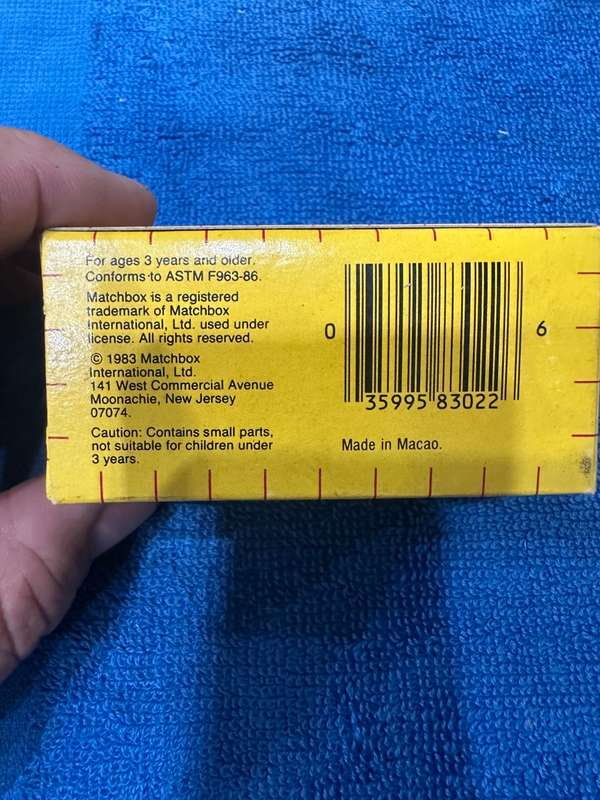 For ages 3 years and older.
Conforms to ASTM F963-86.
Matchbox is a registered
trademark of Matchbox
International, Ltd. used under
license. All rights reserved.
© 1983 Matchbox
International, Ltd.
141 West Commercial Avenue
Moonachie, New Jersey
07074.
Caution: Contains small parts,
not suitable for children under
3 years.
0 35995 83022 6
Made in Macao.